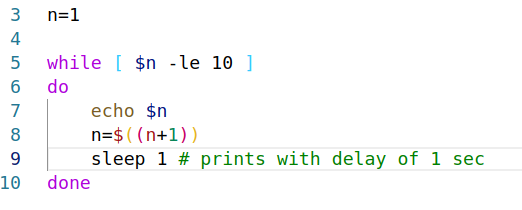 3 n=1
4
5 while [ $n -le 10 ]
6 do
7 echo $n
8 n=$((n+1))
9 sleep 1 # prints with delay of 1 sec
10 done